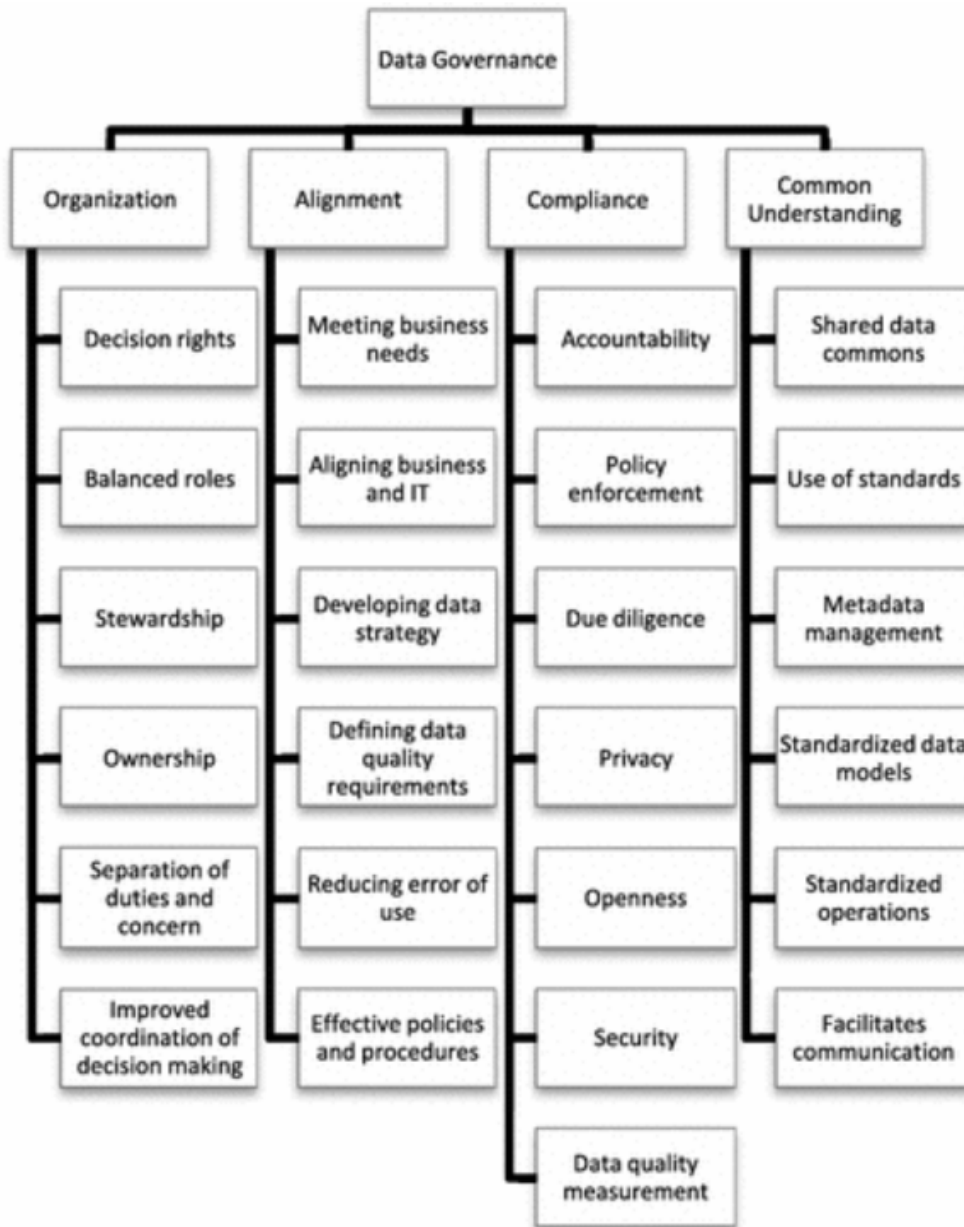 Data Governance
Organization
Alignment
Compliance
Common
Understanding
Decision rights
Meeting business
needs
Accountability
Shared data
commons
Balanced roles
Aligning business
and IT
Policy
enforcement
Use of standards
Stewardship
Developing data
strategy
Due diligence
Metadata
management
Ownership
Defining data
quality
requirements
Privacy
Standardized data
models
Separation of
duties and
concern
Reducing error of
use
Openness
Standardized
operations
Improved
coordination of
decision making
Effective policies
and procedures
Security
Facilitates
communication
Data quality
measurement